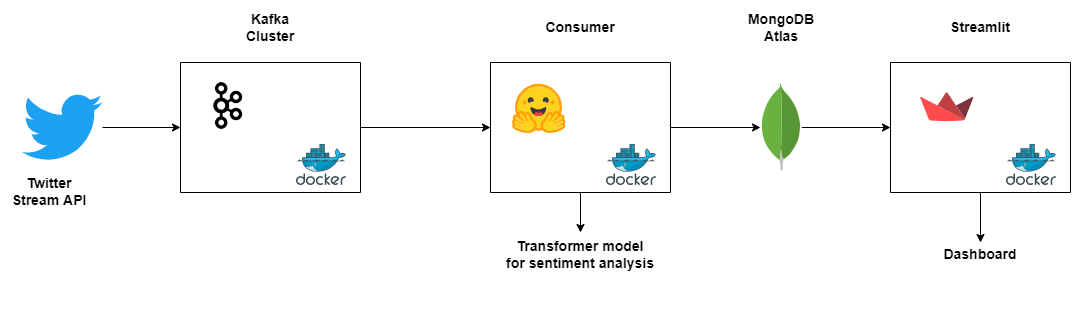 Kafka
Cluster
Consumer
MongoDB
Atlas
Streamlit
docker
docker
docker
Twitter
Stream API
Transformer model
for sentiment analysis
Dashboard